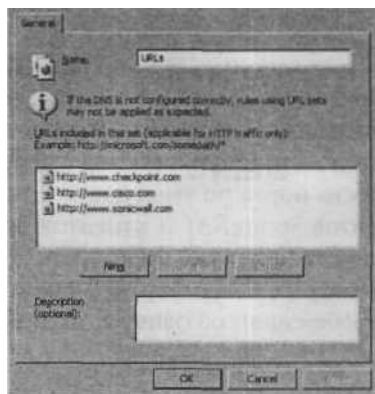 General
Name:
URLs
If the DNS is not configured correctly, rules using URL sets
may not be applied as expected.
URLs included in this set (applicable for HTTP traffic only):
Example: http://microsoft.com/somepath/*
http://www.checkpoint.com
http://www.cisco.com
http://www.sonicwall.com
New
Description
(optional):
OK
Cancel